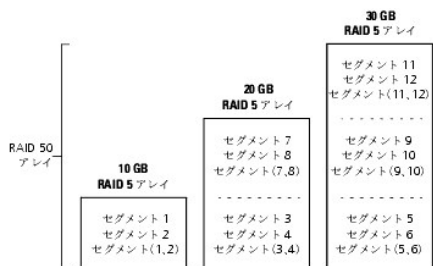 30 GB
RAID 5 アレイ
セグメント 11
セグメント 12
セグメント(11、12)
20 GB
RAID 5 アレイ
セグメント 7
セグメント 8
セグメント(7,8)
セグメント 9
セグメント 10
セグメント(9、10)
RAID 50
アレイ
10 GB
RAID 5 アレイ
セグメント 1
セグメント 2
セグメント(1,2)
セグメント 3
セグメント 4
セグメント(3,4)
セグメント 5
セグメント 6
セグメント(5,6)